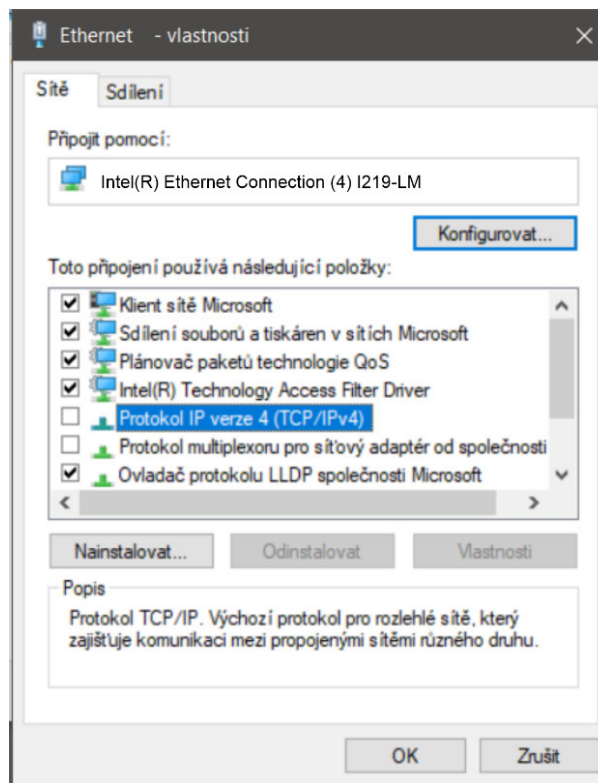 Ethernet - vlastnosti
Sítě
Sdílení
Připojit pomocí:
Intel(R) Ethernet Connection (4) I219-LM
Konfigurovat...
Toto připojení používá následující položky:
Klient sítě Microsoft
Sdílení souborů a tiskáren v sítích Microsoft
Plánovač paketů technologie QoS
Intel(R) Technology Access Filter Driver
Protokol IP verze 4 (TCP/IPv4)
Protokol multiplexoru pro síťový adaptér od společnosti
Ovladač protokolu LLDP společnosti Microsoft
Nainstalovat...
Odinstalovat
Vlastnosti
Popis
Protokol TCP/IP. Výchozí protokol pro rozlehlé sítě, který
zajišťuje komunikaci mezi propojenými sítěmi různého druhu.
OK
Zrušit